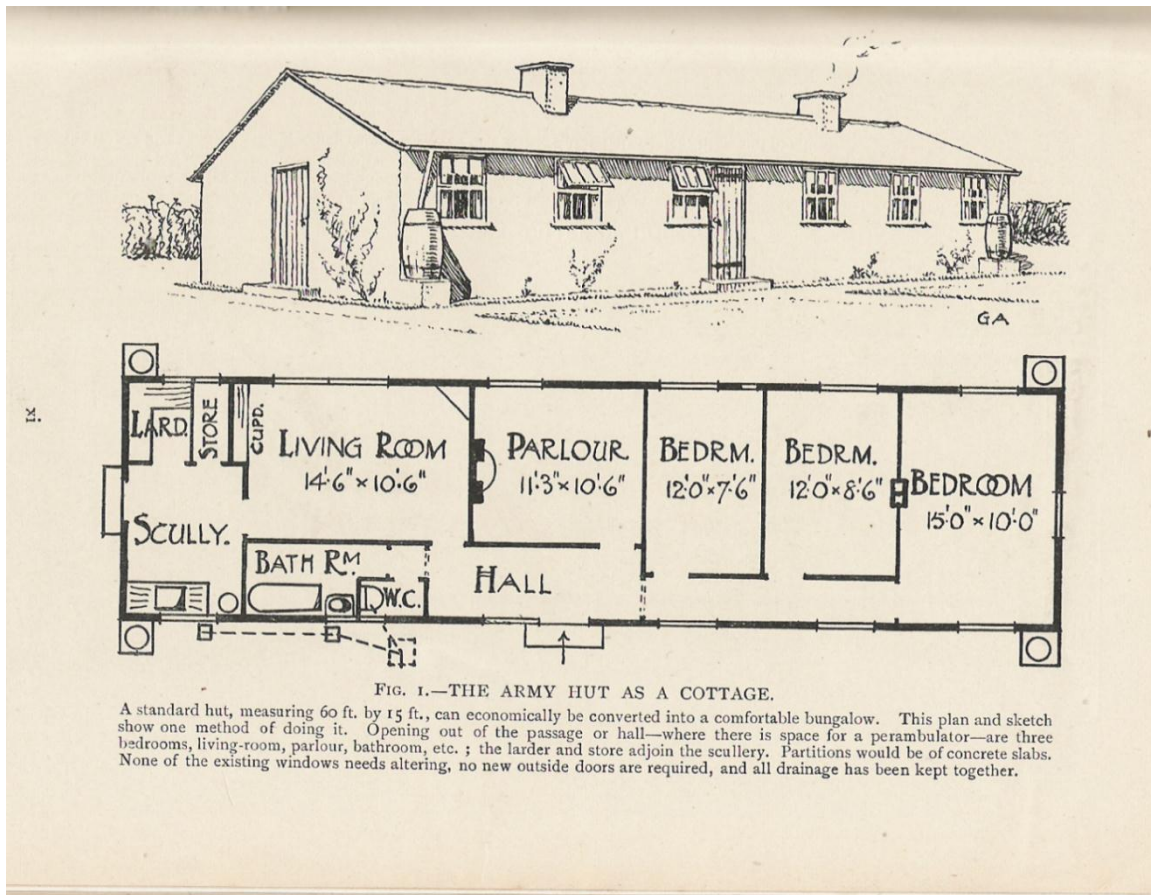 GA
LARD.
STORE
CUPD.
LIVING ROOM
14'·6" × 10'·6"
PARLOUR
11'·3" × 10'·6"
BEDRM.
12'·0" × 7'·6"
BEDRM.
12'·0" × 8'·6"
BEDROOM
15'·0" × 10'·0"
SCULLY.
BATH RM.
W.C.
HALL
xi
FIG. 1.—THE ARMY HUT AS A COTTAGE.
A standard hut, measuring 60 ft. by 15 ft., can economically be converted into a comfortable bungalow. This plan and sketch
show one method of doing it. Opening out of the passage or hall—where there is space for a perambulator—are three
bedrooms, living-room, parlour, bathroom, etc. ; the larder and store adjoin the scullery. Partitions would be of concrete slabs.
None of the existing windows needs altering, no new outside doors are required, and all drainage has been kept together.